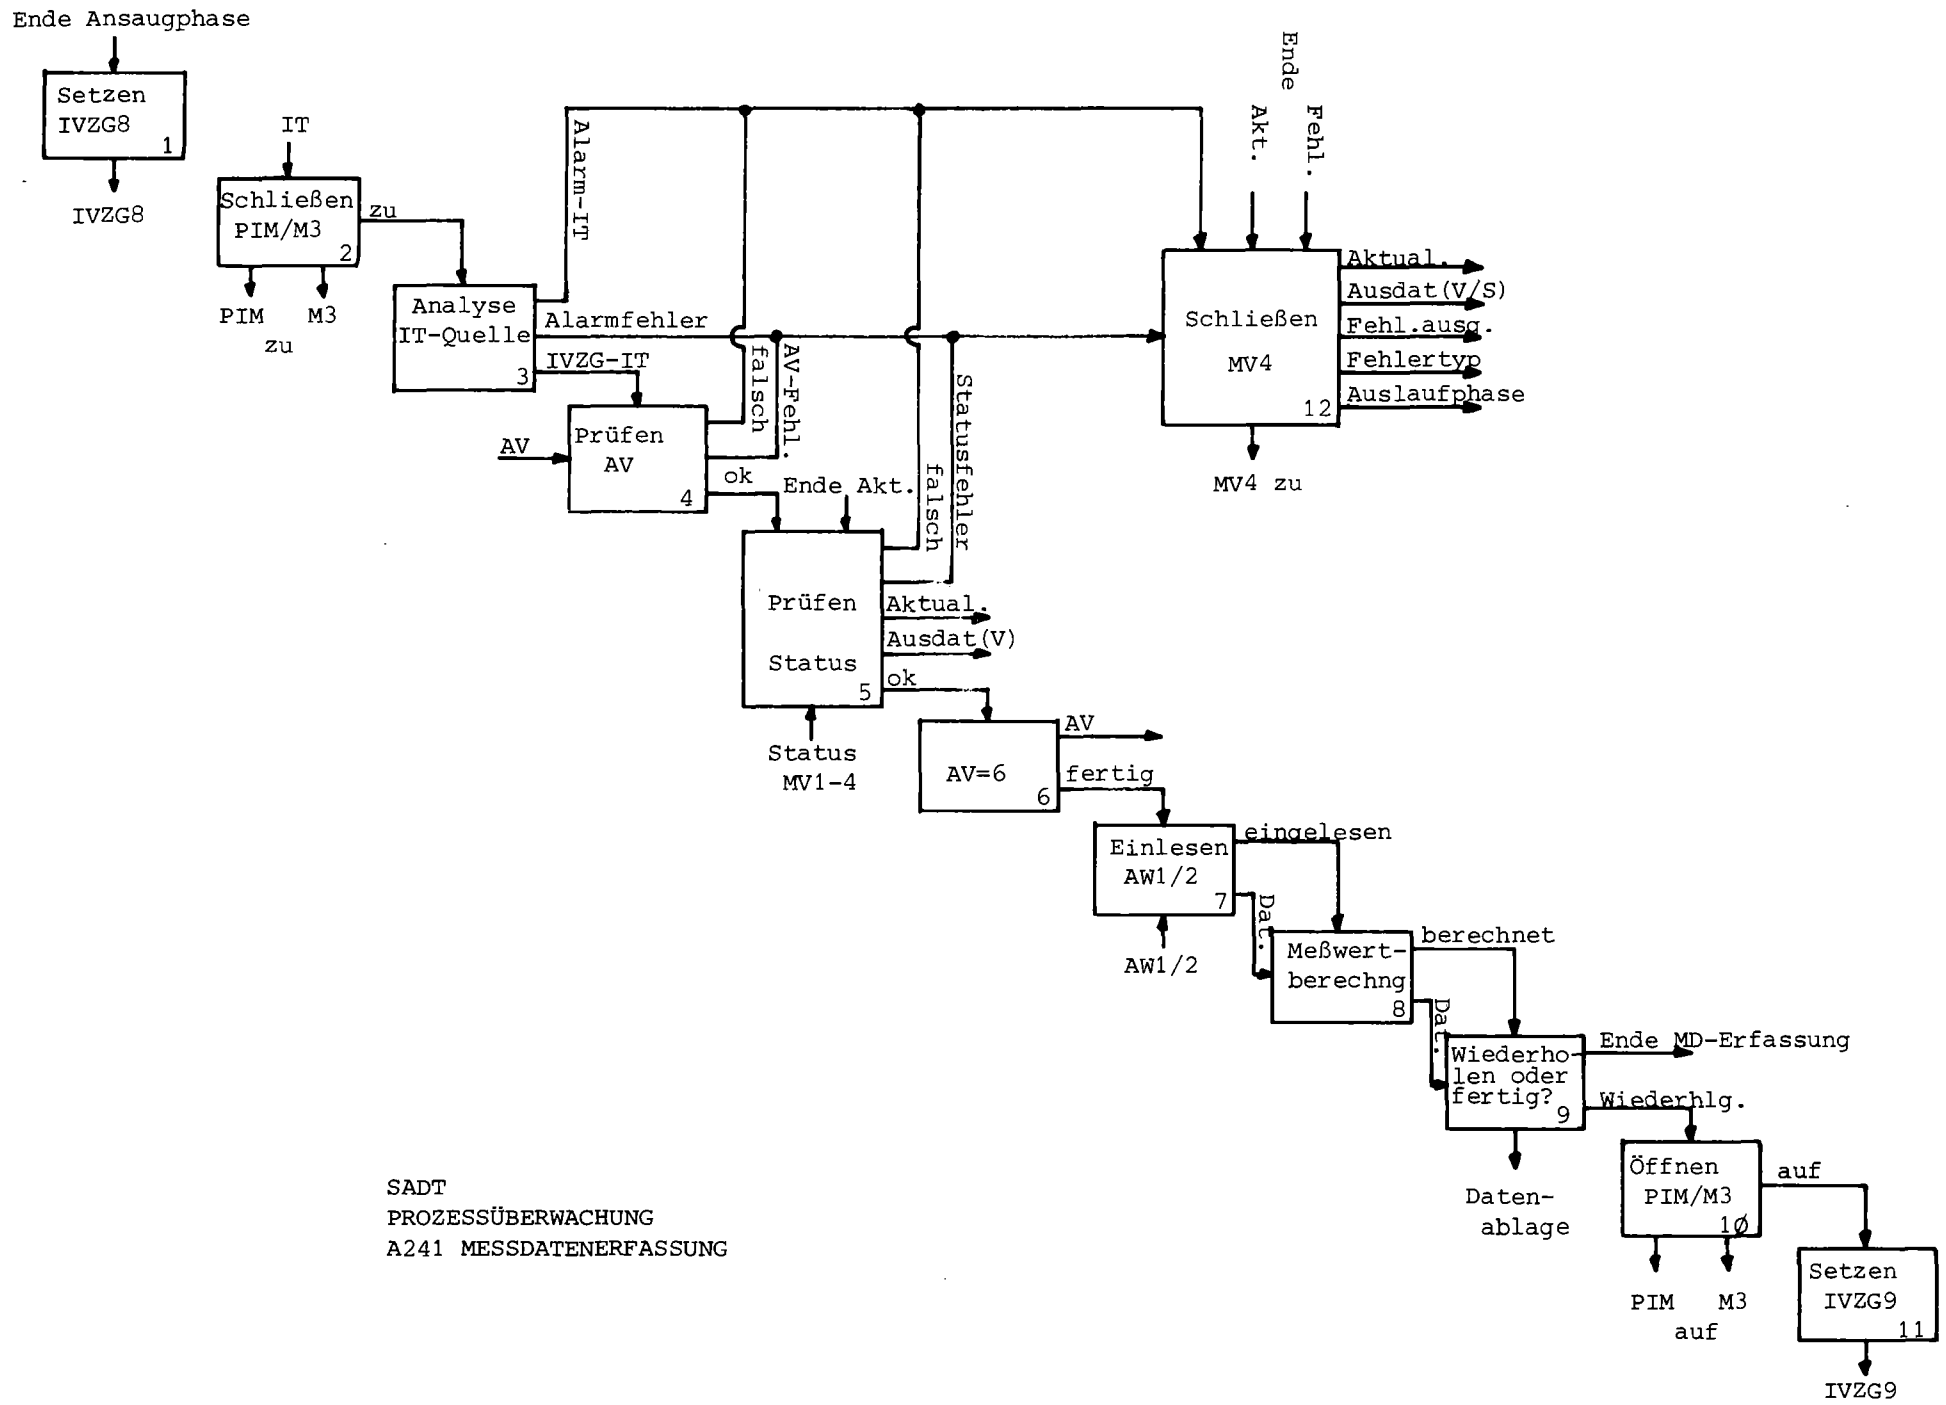 Ende Ansaugphase
Setzen
IVZG8
1
IVZG8
IT
Schließen
PIM/M3
2
zu
PIM M3
zu
Analyse
IT-Quelle
3
Alarm-IT
Alarmfehler
IVZG-IT
AV
Prüfen
AV
4
falsch
AV-Fehl.
ok
Ende Akt.
Prüfen
Status
5
falsch
Statusfehler
Aktual.
Ausdat(V)
ok
Status
MV1-4
Ende
Akt.
Fehl.
Schließen
MV4
12
Aktual.
Ausdat(V/S)
Fehl.ausg.
Fehlertyp
Auslaufphase
MV4 zu
AV=6
6
AV
fertig
Einlesen
AW1/2
7
eingelesen
Dat.
AW1/2
Meßwert-
berechng
8
berechnet
Dat.
Wiederho-
len oder
fertig?
9
Ende MD-Erfassung
Wiederhlg.
Daten-
ablage
Öffnen
PIM/M3
1Ø
auf
PIM M3
auf
Setzen
IVZG9
11
IVZG9
SADT
PROZESSÜBERWACHUNG
A241 MESSDATENERFASSUNG